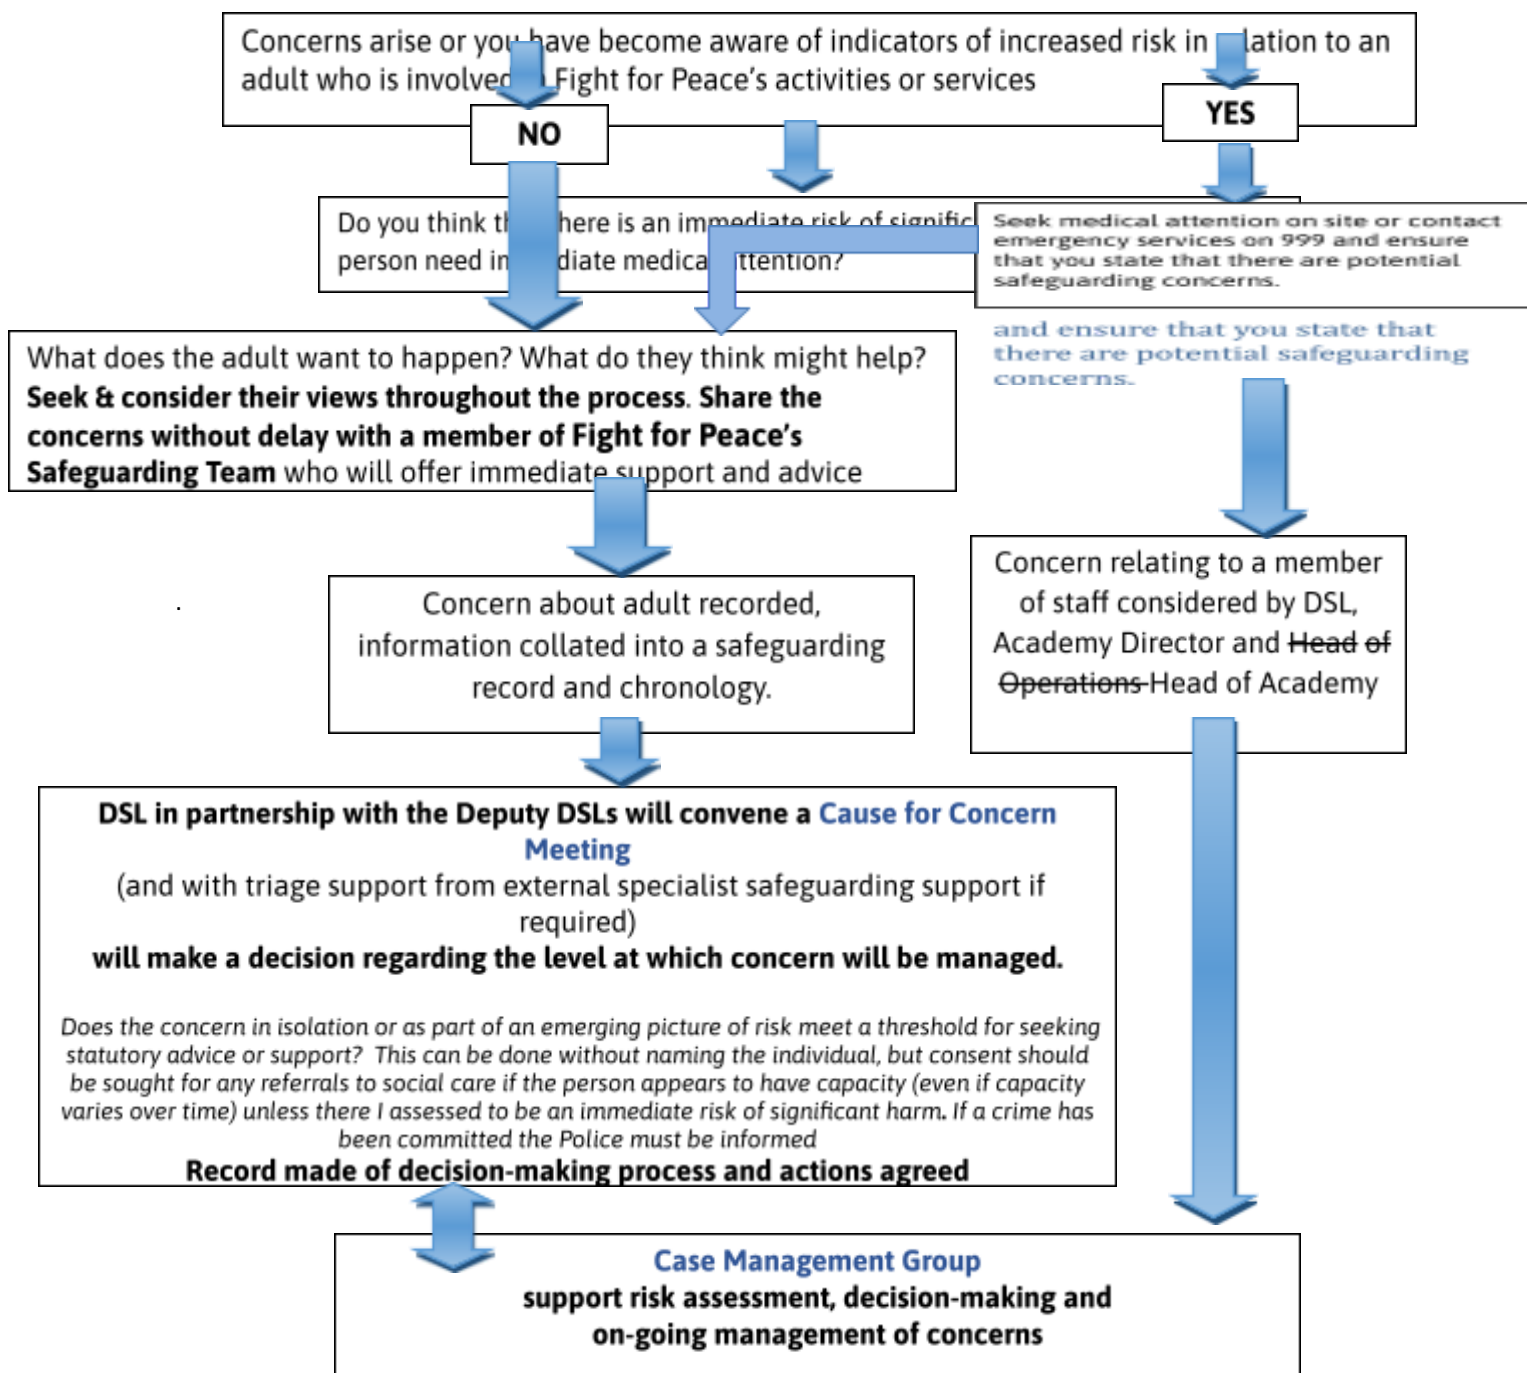 Concerns arise or you have become aware of indicators of increased risk in lation to an
adult who is involved Fight for Peace's activities or services
NO
YES
Do you think there is an immediate risk of
person need immediate medical attention?
Seek medical attention on site or contact
emergency services on 999 and ensure
that you state that there are potential
safeguarding concerns.
and ensure that you state that
there are potential safeguarding
concerns.
What does the adult want to happen? What do they think might help?
Seek & consider their views throughout the process. Share the
concerns without delay with a member of Fight for Peace's
Safeguarding Team who will offer immediate support and advice
Concern about adult recorded,
information collated into a safeguarding
record and chronology.
Concern relating to a member
of staff considered by DSL,
Academy Director and Head of
Operations Head of Academy
DSL in partnership with the Deputy DSLs will convene a Cause for Concern
Meeting
(and with triage support from external specialist safeguarding support if
required)
will make a decision regarding the level at which concern will be managed.
Does the concern in isolation or as part of an emerging picture of risk meet a threshold for seeking
statutory advice or support? This can be done without naming the individual, but consent should
be sought for any referrals to social care if the person appears to have capacity (even if capacity
varies over time) unless there I assessed to be an immediate risk of significant harm. If a crime has
been committed the Police must be informed
Record made of decision-making process and actions agreed
Case Management Group
support risk assessment, decision-making and
on-going management of concerns